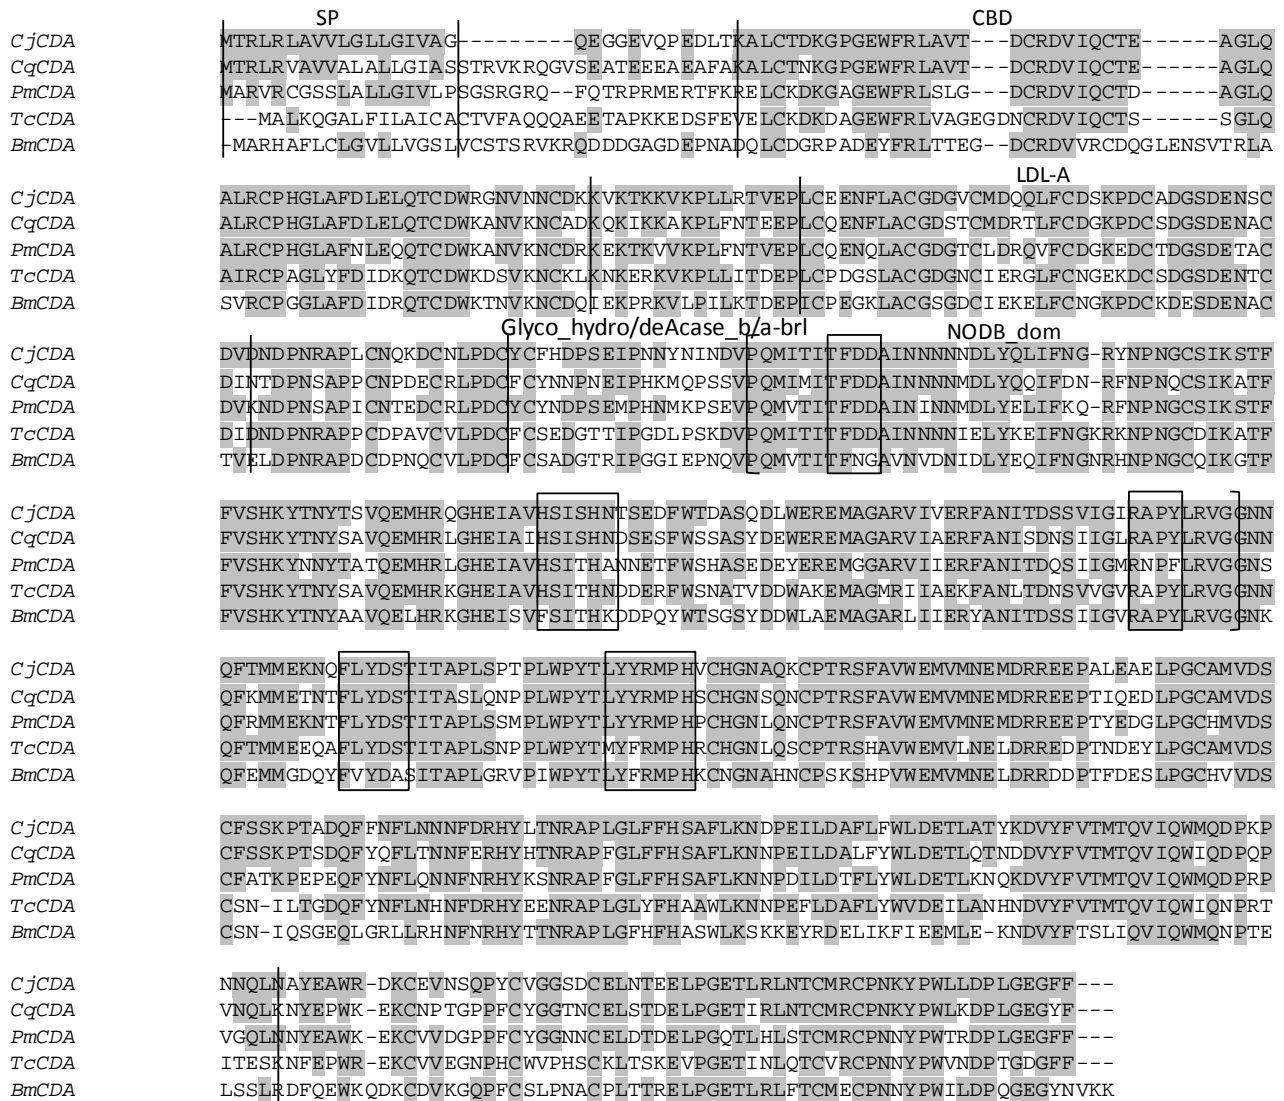 SP CBD
CjCDA MTRLRLAVVLGLLGIVAG---------QEGGEVQPEDLTKALCTDKGPGEWFRLAVT---DCRDVIQCTE------AGLQ
CqCDA MTRLRVAVVALALLGIASSTRVKRQGVSEATEEEAEAFAKALCTNKGPGEWFRLAVT---DCRDVIQCTE------AGLQ
PmCDA MARVRCGSSLALLGIVLPSGSRGRQ--FQTRPRMERTFKRELCKDKGAGEWFRLSLG---DCRDVIQCTD------AGLQ
TcCDA ---MALKQGALFILAICACTVFAQQQAEETAPKKEDSFEVELCKDKDAGEWFRLVAGEGDNCRDVIQCTS------SGLQ
BmCDA -MARHAFLCLGVLLVGSLVCSTSRVKRQDDDGAGDEPNADQLCDGRPADEYFRLTTEG--DCRDVVRCDQGLENSVTRLA
LDL-A
CjCDA ALRCPHGLAFDLELQTCDWRGNVNNCDKKVKTKKVKPLLRTVEPLCEENFLACGDGVCMDQQLFCDSKPDCADGSDENSC
CqCDA ALRCPHGLAFDLELQTCDWKANVKNCADKQKIKKAKPLFNTEEPLCQENFLACGDSTCMDRTLFCDGKPDCSDGSDENAC
PmCDA ALRCPHGLAFNLEQQTCDWKANVKNCDRKEKTKVVKPLFNTVEPLCQENQLACGDGTCLDRQVFCDGKEDCTDGSDETAC
TcCDA AIRCPAGLYFDIDKQTCDWKDSVKNCKLKNKERKVKPLLITDEPLCPDGSLACGDGNCIERGLFCNGEKDCSDGSDENTC
BmCDA SVRCPGGLAFDIDRQTCDWKTNVKNCDQIEKPRKVLPILKTDEPICPEGKLACGSGDCIEKELFCNGKPDCKDESDENAC
Glyco_hydro/deAcase_b/a-brl NODB_dom
CjCDA DVDNDPNRAPLCNQKDCNLPDCYCFHDPSEIPNNYNINDVPQMITITFDDAINNNNNDLYQLIFNG-RYNPNGCSIKSTF
CqCDA DINTDPNSAPPCNPDECRLPDCFCYNNPNEIPHKMQPSSVPQMIMITFDDAINNNNMDLYQQIFDN-RFNPNQCSIKATF
PmCDA DVKNDPNSAPICNTEDCRLPDCYCYNDPSEMPHNMKPSEVPQMVTITFDDAINININMDLYELIFKQ-RFNPNGCSIKSTF
TcCDA DIDNDPNRAPPCDPAVCVLPDCFCSEDGTTIPGDLPSKDVPQMITITFDDAINNNNIELYKEIFNGKRKNPNGCDIKATF
BmCDA TVELDPNRAPDCDPNQCVLPDCFCSADGTRIPGGIEPNQVPQMVTITFNGAVNVDNIDLYEQIFNGNRHNPNGCQIKGTF
CjCDA FVSHKYTNYTSVQEMHRQGHEIAVHSISHNTSEDFWTDASQDLWEREMAGARVIVERFANITDSSVIGIRAPYLRVGGNN
CqCDA FVSHKYTNYSAVQEMHRLGHEIAIHSISHNDSESFWSSASYDEWEREMAGARVIAERFANISDNSIIGLRAPYLRVGGNN
PmCDA FVSHKYNNYTATQEMHRLGHEIAVHSITHANNETFWSHASEDEYEREMGGARVIIERFANITDQSIIGMRNPFLRVGGNS
TcCDA FVSHKYTNYSAVQEMHRKGHEIAVHSITHNDDERFWSNATVDDWAKEMAGMRIIAEKFANLTDNSVVGVRAPYLRVGGNN
BmCDA FVSHKYTNYAAVQELHRKGHEISVFSITHKDDPQYWTSGSYDDWLAEMAGARLIIERYANITDSSIIGVRAPYLRVGGNK
CjCDA QFTMMEKNQFLYDSTITAPLSPTPLWPYTLYYRMPHVCHGNAQKCPTRSFAVWEMVMNEMDRREEPALEAELPGCAMVDS
CqCDA QFKMMETNTFLYDSTITASLQNPPLWPYTLYYRMPHSCHGNSQNCPTRSFAVWEMVMNEMDRREEPTIQEDLPGCAMVDS
PmCDA QFRMMEKNTFLYDSTITAPLSSMPLWPYTLYYRMPHPCHGNLQNCPTRSFAVWEMVMNEMDRREEPTYEDGLPGCHMVDS
TcCDA QFTMMEEQAFLYDSTITAPLSNPPLWPYTMYFRMPHRCHGNLQSCPTRSHAVWEMVLNELDRREDPTNDEYLPGCAMVDS
BmCDA QFEMMGDQYFVYDASITAPLGRVPIWPYTLYFRMPHKCNGNAHNCPSKSHPVWEMVMNELDRRDDPTFDESLPGCHVVDS
CjCDA CFSSKPTADQFFNFLNNNFDRHYLTNRAPLGLFFHSAFLKNDPEILDAFLFWLDETLATYKDVYFVTMTQVIQWMQDPKP
CqCDA CFSSKPTSDQFYQFLTNNFERHYHTNRAPFGLFFHSAFLKNNPEILDALFYWLDETLQTNDDVYFVTMTQVIQWIQDPQP
PmCDA CFATKPEPEQFYNFLQNNFNRHYKSNRAPFGLFFHSAFLKNNPDILDTFLYWLDETLKNQKDVYFVTMTQVIQWMQDPRP
TcCDA CSN-ILTGDQFYNFLNHNFDRHYEENRAPLGLYFHAAWLKNNPEFLDAFLYWVDEILANHNDVYFVTMTQVIQWIQNPRT
BmCDA CSN-IQSGEQLGRLLRHNFNRHYTTNRAPLGFHFHASWLKSKKEYRDELIKFIEEMLE-KNDVYFTSLIQVIQWMQNPTE
CjCDA NNQLNAYEAWR-DKCEVNSQPYCVGGSDCELNTEELPGETLRLNTCMRCPNKYPWLLDPLGEGFF---
CqCDA VNQLKNYEPWK-EKCNPTGPPFCYGGTNCELSTDELPGETIRLNTCMRCPNKYPWLKDPLGEGYF---
PmCDA VGQLNNYEAWK-EKCVVDGPPFCYGGNNCELDTDELPGQTLHLSTCMRCPNNYPWTRDPLGEGFF---
TcCDA ITESKNFEPWR-EKCVVEGNPHCWVPHSCKLTSKEVPGETINLQTCVRCPNNYPWVNDPTGDGFF---
BmCDA LSSLRDFQEWKQDKCDVKGQPFCSLPNACPLTTRELPGETLRLFTCMECPNNYPWILDPQGEGYNVKK